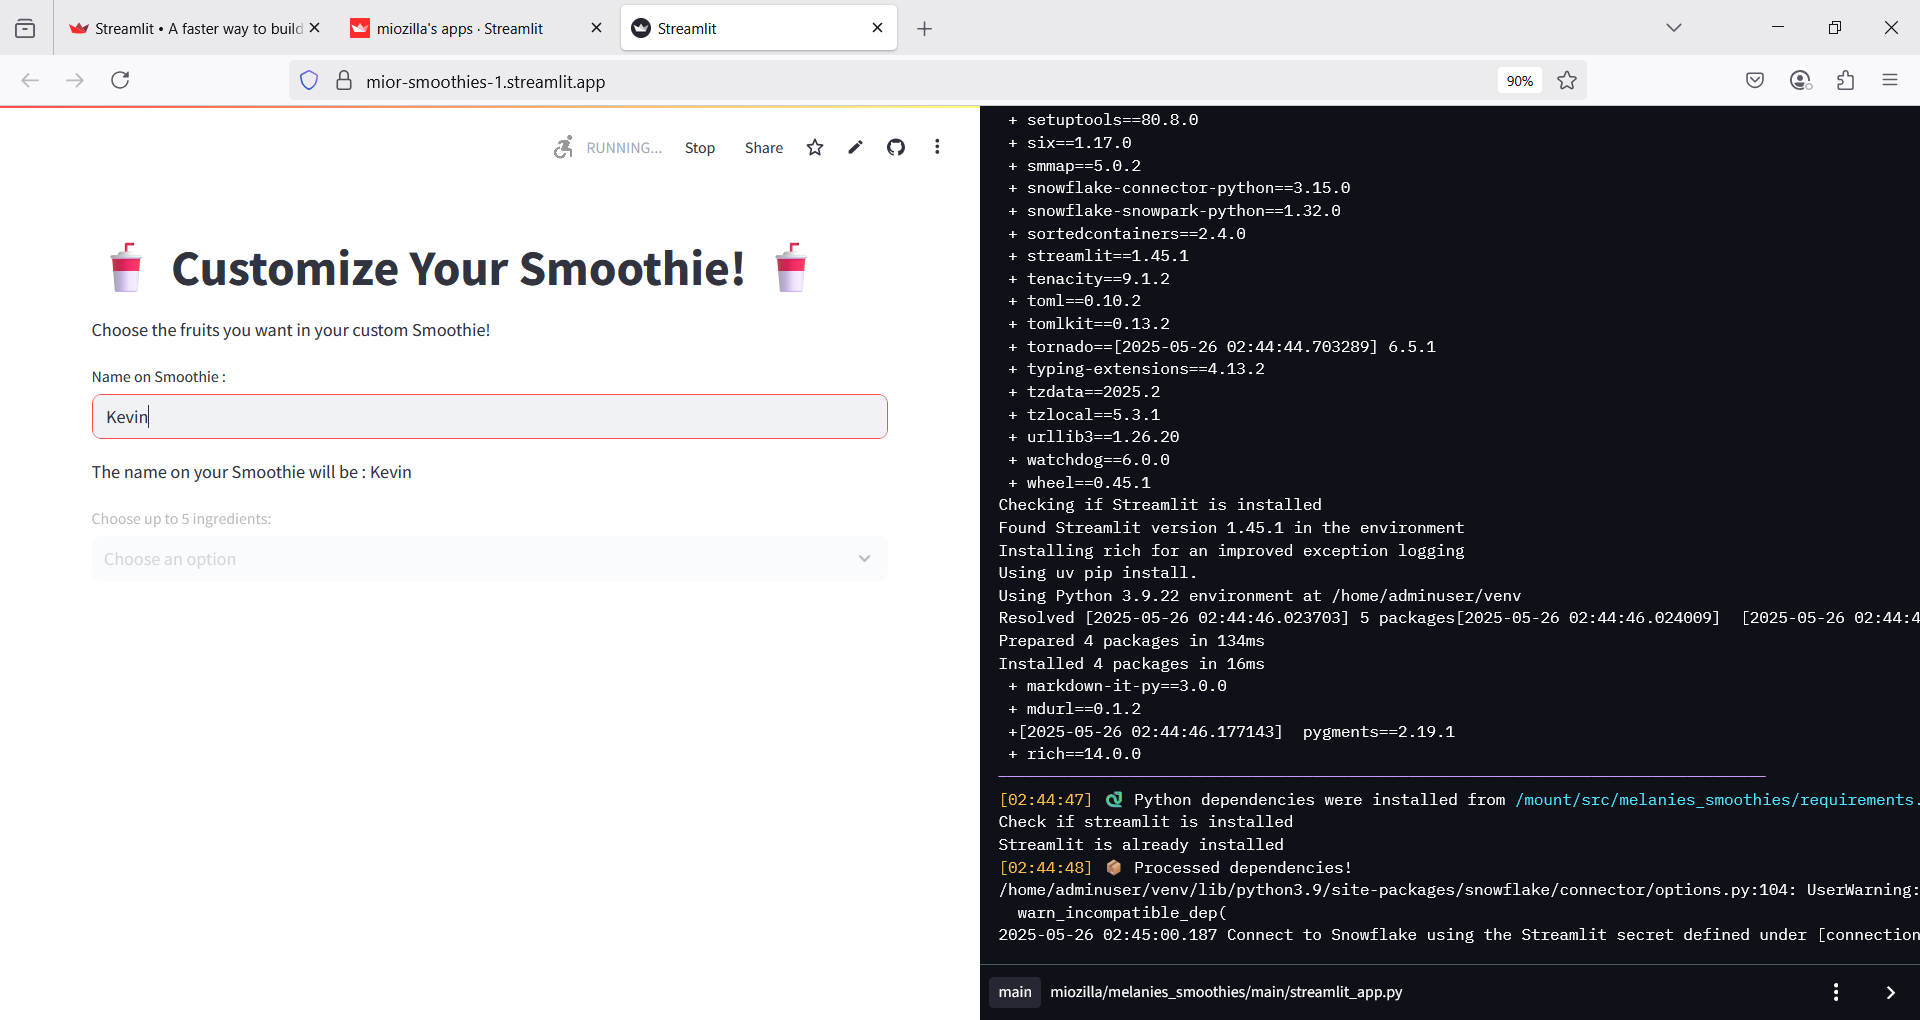 Streamlit • A faster way to build
miozilla's apps · Streamlit
Streamlit
mior-smoothies-1.streamlit.app
90%
RUNNING...
Stop
Share
Customize Your Smoothie!
Choose the fruits you want in your custom Smoothie!
Name on Smoothie :
Kevin
The name on your Smoothie will be : Kevin
Choose up to 5 ingredients:
Choose an option
+ setuptools==80.8.0
+ six==1.17.0
+ smmap==5.0.2
+ snowflake-connector-python==3.15.0
+ snowflake-snowpark-python==1.32.0
+ sortedcontainers==2.4.0
+ streamlit==1.45.1
+ tenacity==9.1.2
+ toml==0.10.2
+ tomlkit==0.13.2
+ tornado==[2025-05-26 02:44:44.703289] 6.5.1
+ typing-extensions==4.13.2
+ tzdata==2025.2
+ tzlocal==5.3.1
+ urllib3==1.26.20
+ watchdog==6.0.0
+ wheel==0.45.1
Checking if Streamlit is installed
Found Streamlit version 1.45.1 in the environment
Installing rich for an improved exception logging
Using uv pip install.
Using Python 3.9.22 environment at /home/adminuser/venv
Resolved [2025-05-26 02:44:46.023703] 5 packages[2025-05-26 02:44:46.024009]  [2025-05-26 02:44:4
Prepared 4 packages in 134ms
Installed 4 packages in 16ms
+ markdown-it-py==3.0.0
+ mdurl==0.1.2
+[2025-05-26 02:44:46.177143]  pygments==2.19.1
+ rich==14.0.0
[02:44:47] 🐍 Python dependencies were installed from /mount/src/melanies_smoothies/requirements.
Check if streamlit is installed
Streamlit is already installed
[02:44:48] 📦 Processed dependencies!
/home/adminuser/venv/lib/python3.9/site-packages/snowflake/connector/options.py:104: UserWarning:
warn_incompatible_dep(
2025-05-26 02:45:00.187 Connect to Snowflake using the Streamlit secret defined under [connection
main
miozilla/melanies_smoothies/main/streamlit_app.py